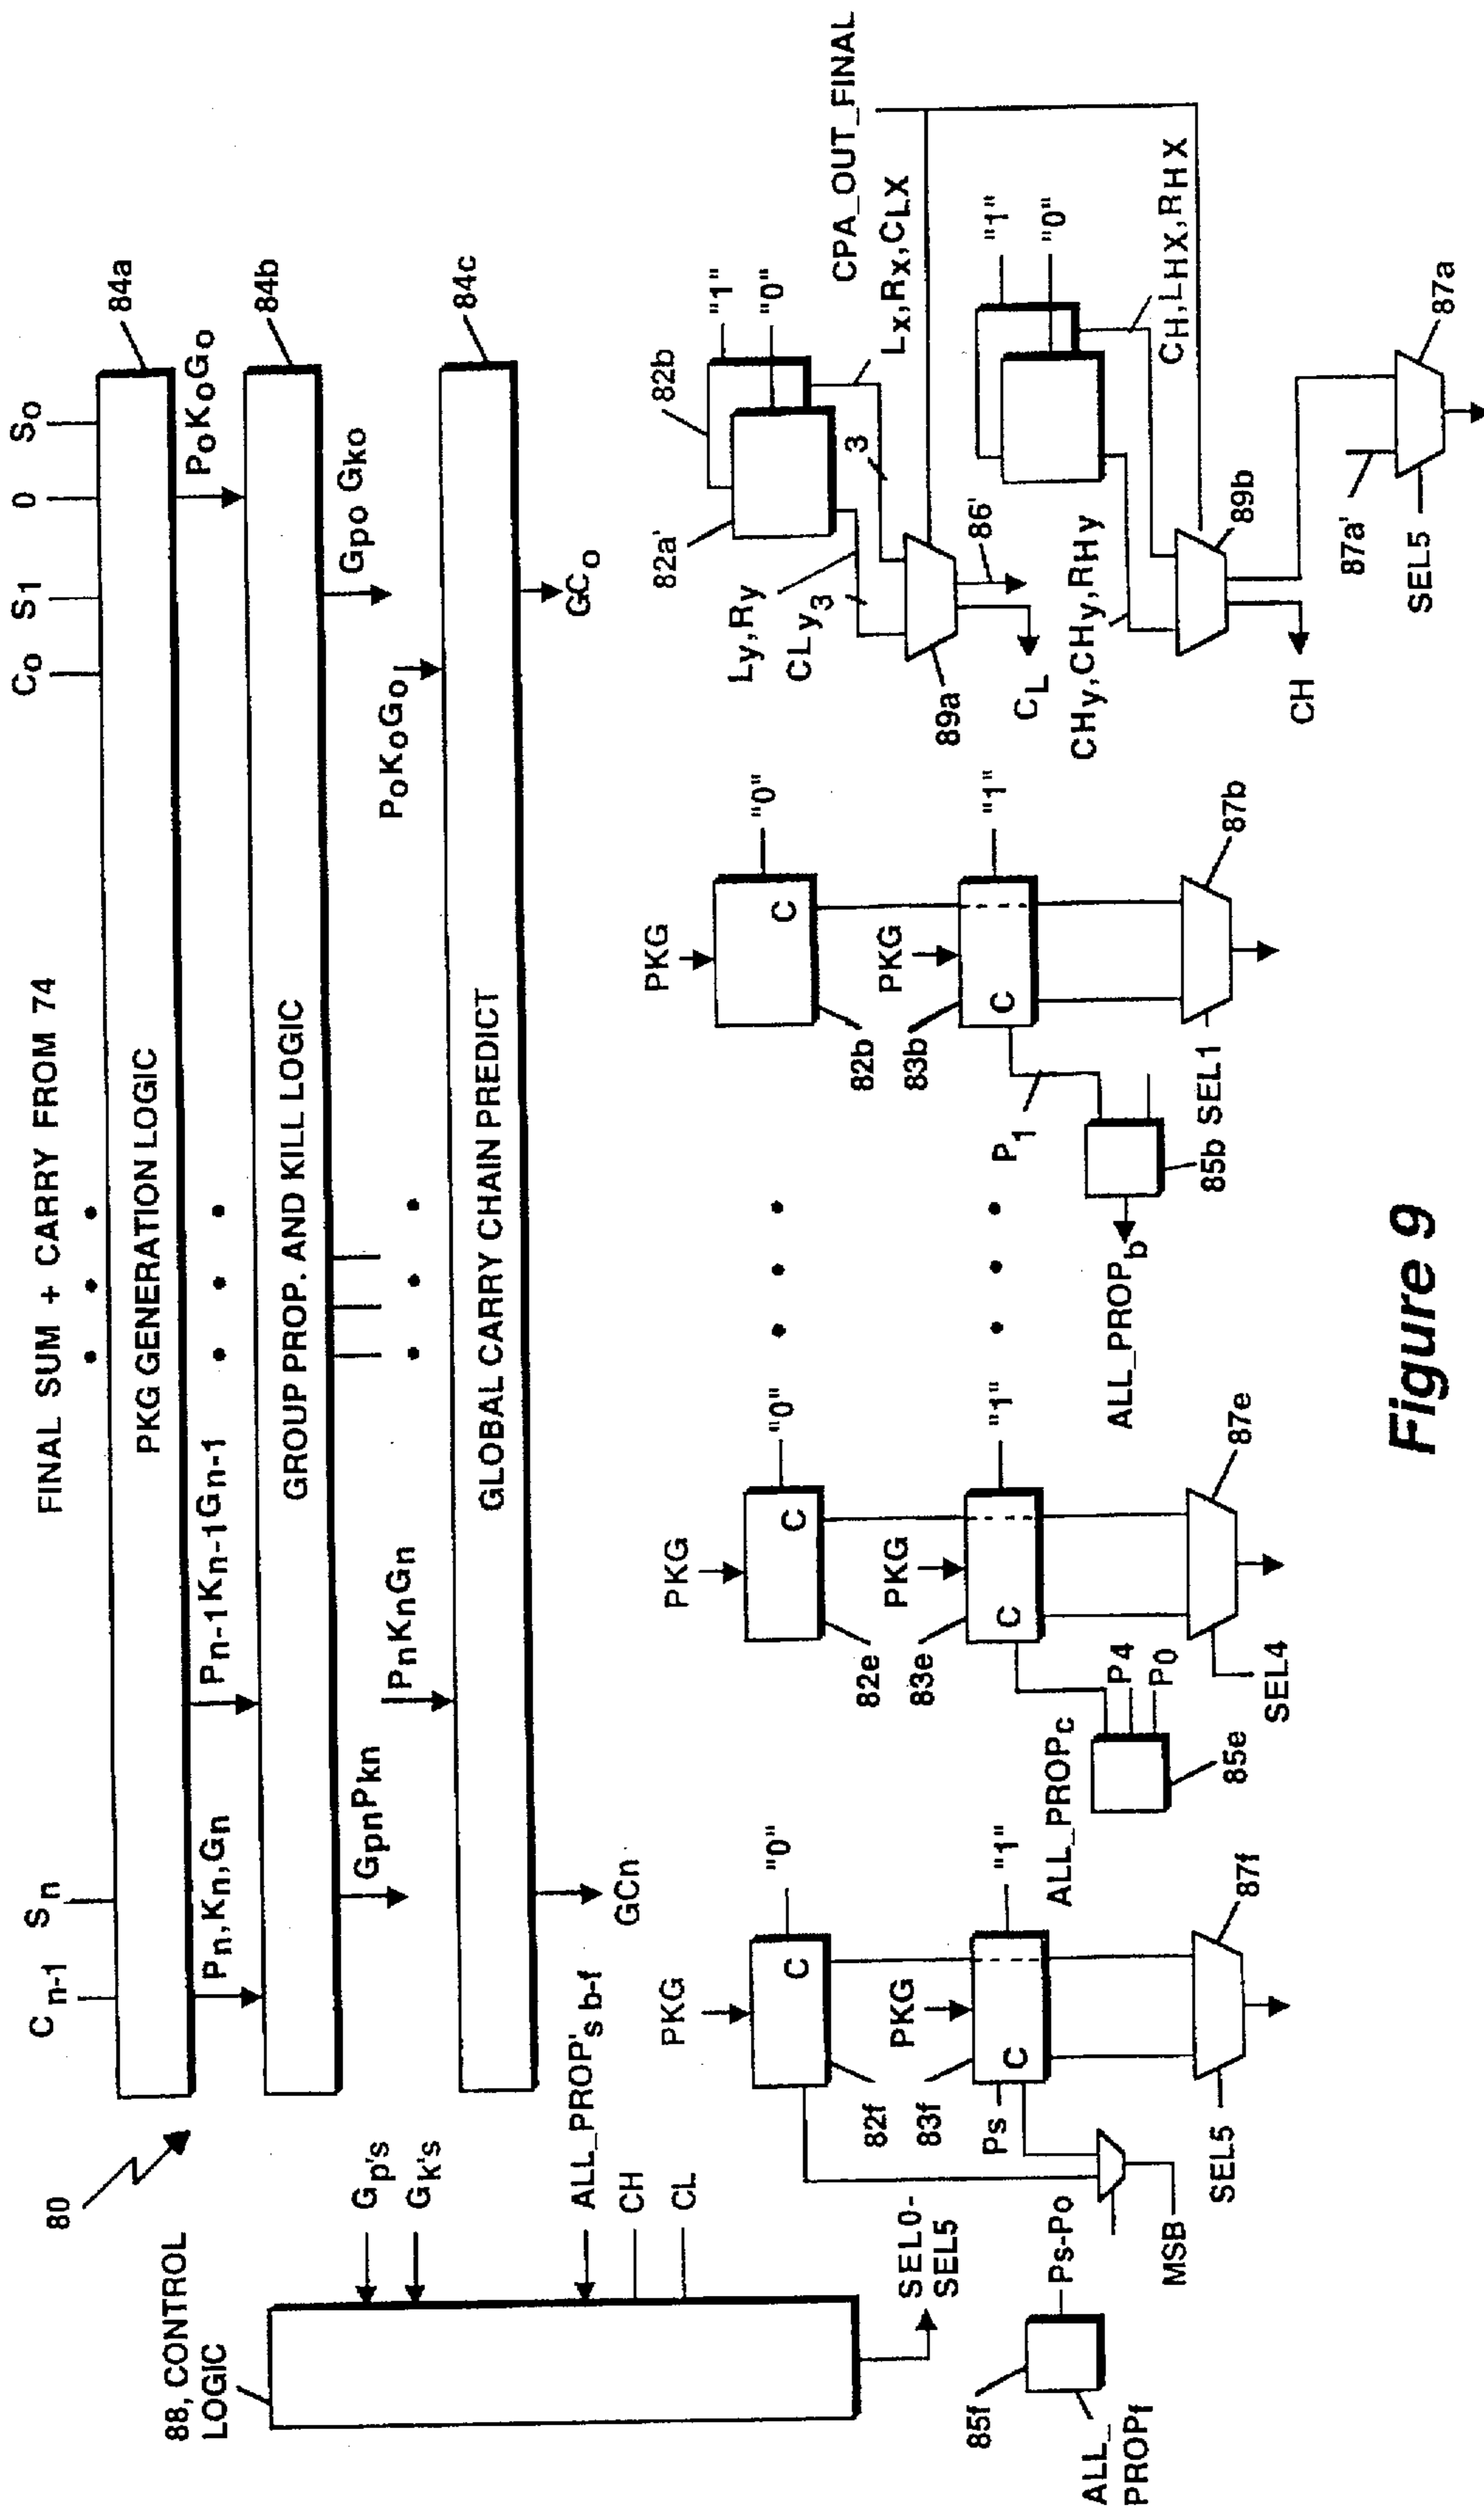 80
FINAL SUM + CARRY FROM 74
Cn-1 Sn
C0 S1 0 S0
PKG GENERATION LOGIC
84a
Pn,Kn,Gn
Pn-1Kn-1Gn-1
P0K0G0
GROUP PROP. AND KILL LOGIC
84b
GpnPkn
Gp0 Gk0
PnKnGn
P0K0G0
GLOBAL CARRY CHAIN PREDICT
84c
GCn
GC0
88, CONTROL
LOGIC
Gp's
Gk's
ALL_PROP's b-f
CH
CL
SEL0-
SEL5
PKG
"0"
C
82f
PKG
"1"
C
83f
Ps
MSB
SEL5
87f
85f
Ps-Po
ALL_
PROPf
PKG
"0"
C
82e
PKG
"1"
C
83e
ALL_PROPc
P4
P0
85e
SEL4
87e
PKG
"0"
C
82b
PKG
"1"
C
83b
P1
85b
SEL1
87b
ALL_PROPb
82a'
82b
"1"
"0"
Ly,Ry
CLy 3
3
Lx,Rx,CLX
CPA_OUT_FINAL
89a
86'
CL
CHy,CHy,RHy
"1"
"0"
CH,LHX,RHX
89b
CH
87a'
SEL5
87a
Figure 9